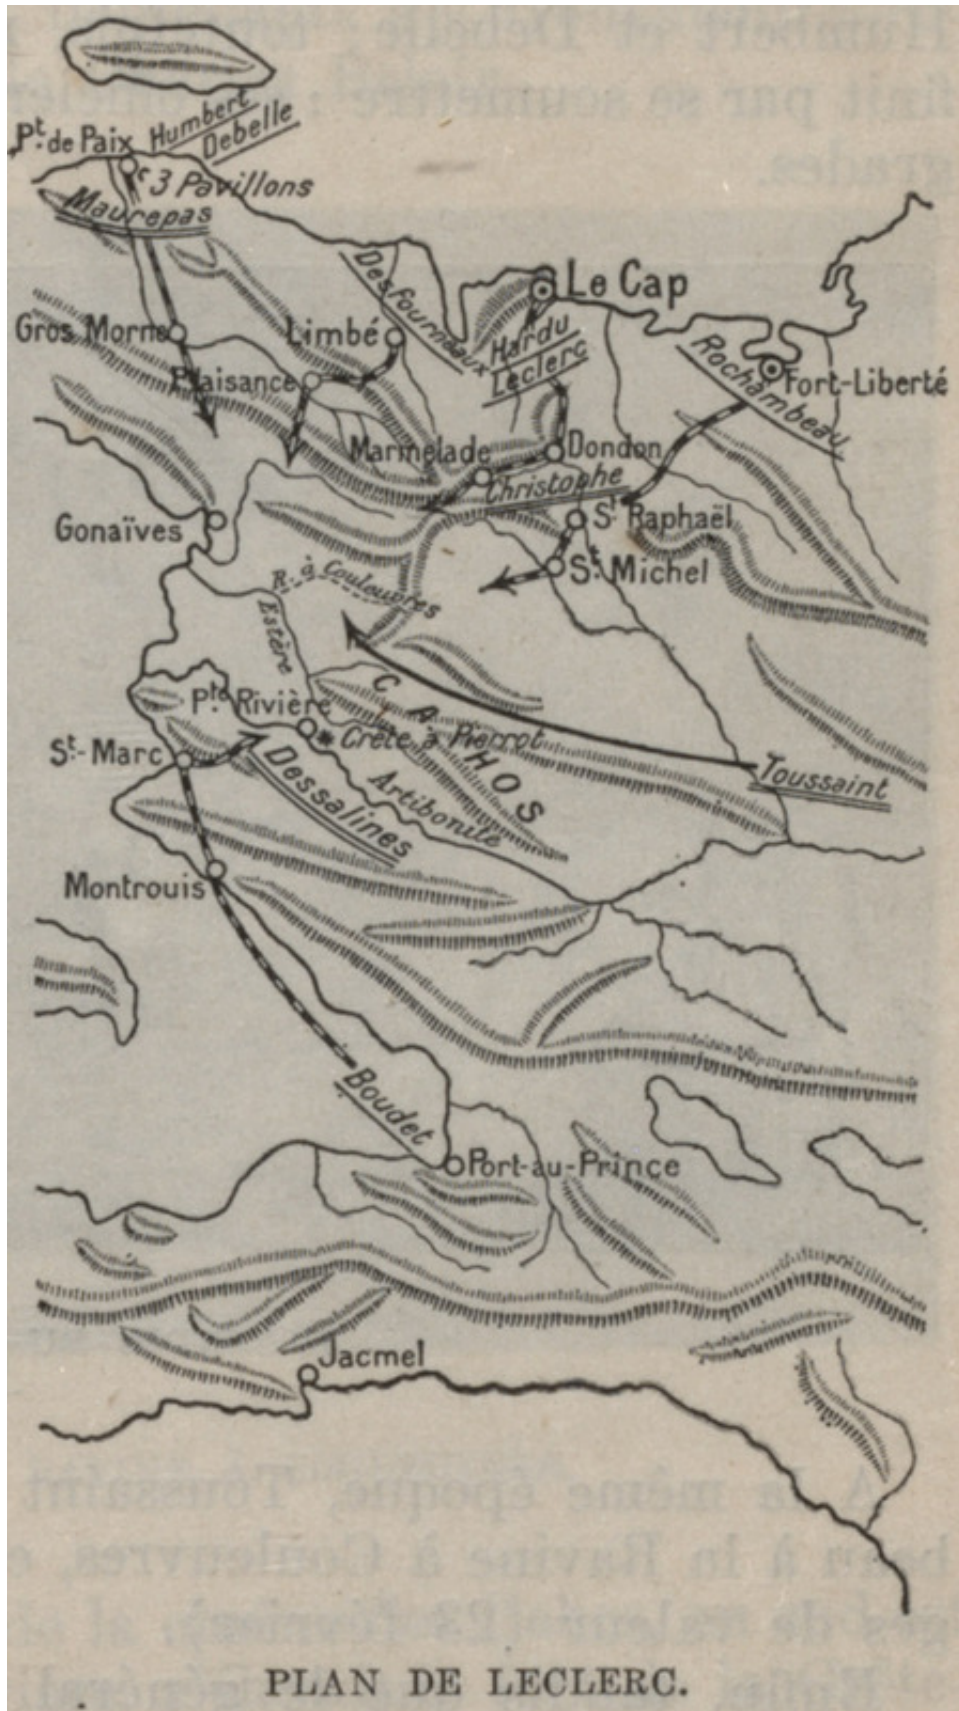 Humbert
Debelle
Pt. de Paix
3 Pavillons
Maurepas
Desfourneaux
Le Cap
Gros Morne
Limbé
Hardu
Leclerc
Rochambeau
Plaisance
Fort-Liberté
Marmelade
Dondon
Christophe
Gonaïves
St. Raphaël
St. Michel
R. à Couleuvres
Estère
CAHOS
Pte Rivière
Crête à Pierrot
St.-Marc
Toussaint
Dessalines
Artibonite
Montrouis
Boudet
Port-au-Prince
Jacmel
PLAN DE LECLERC.